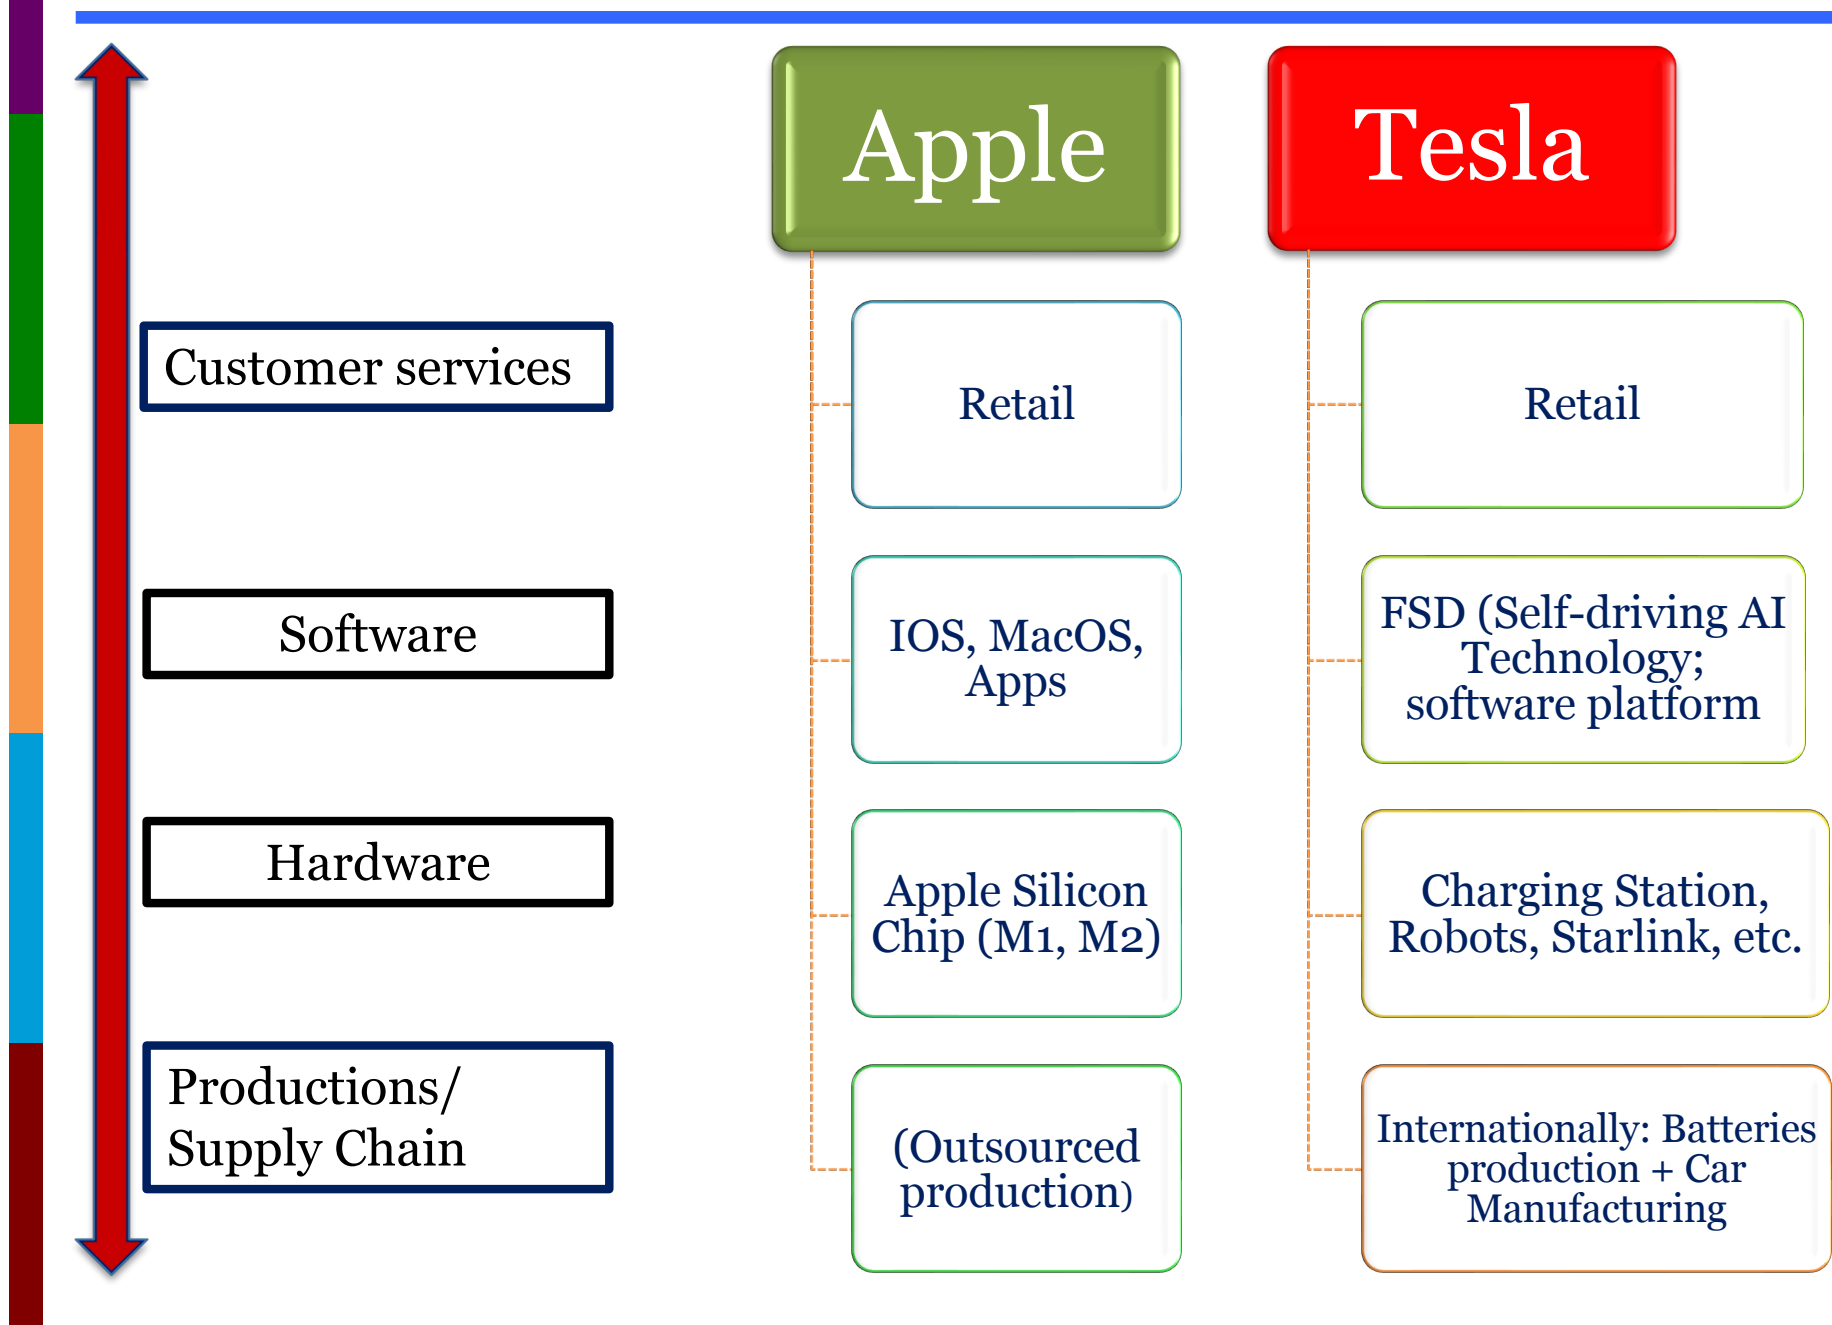 Apple
Tesla
Customer services
Retail
Retail
Software
IOS, MacOS,
Apps
FSD (Self-driving AI
Technology;
software platform
Hardware
Apple Silicon
Chip (M1, M2)
Charging Station,
Robots, Starlink, etc.
Productions/
Supply Chain
(Outsourced
production)
Internationally: Batteries
production + Car
Manufacturing